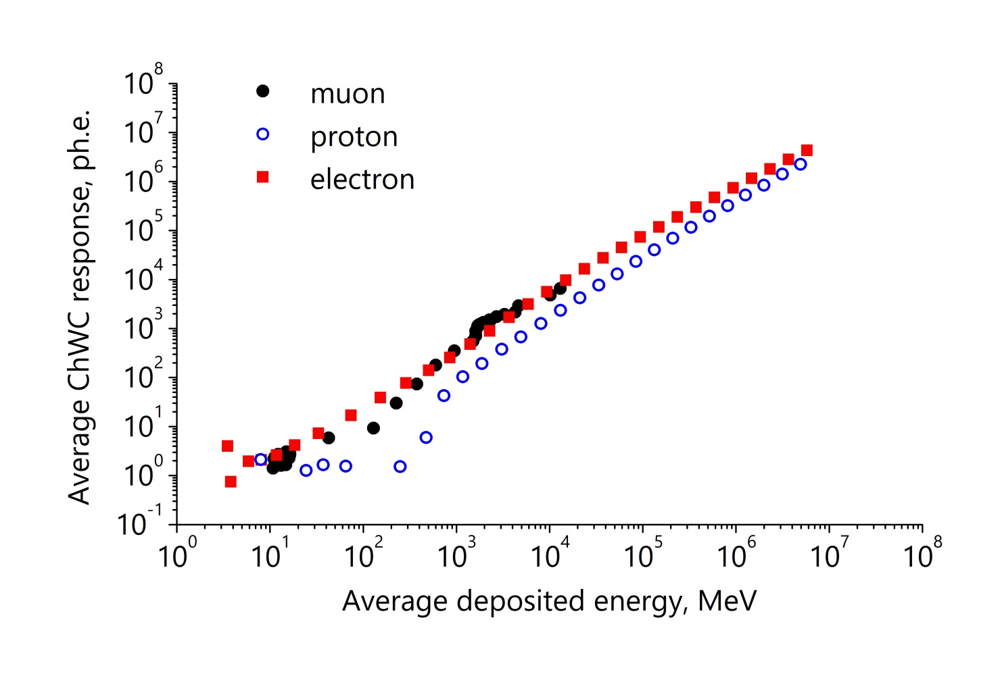 10^8
10^7
10^6
10^5
10^4
10^3
10^2
10^1
10^0
10^-1
Average ChWC response, ph.e.
muon
proton
electron
10^0 10^1 10^2 10^3 10^4 10^5 10^6 10^7 10^8
Average deposited energy, MeV